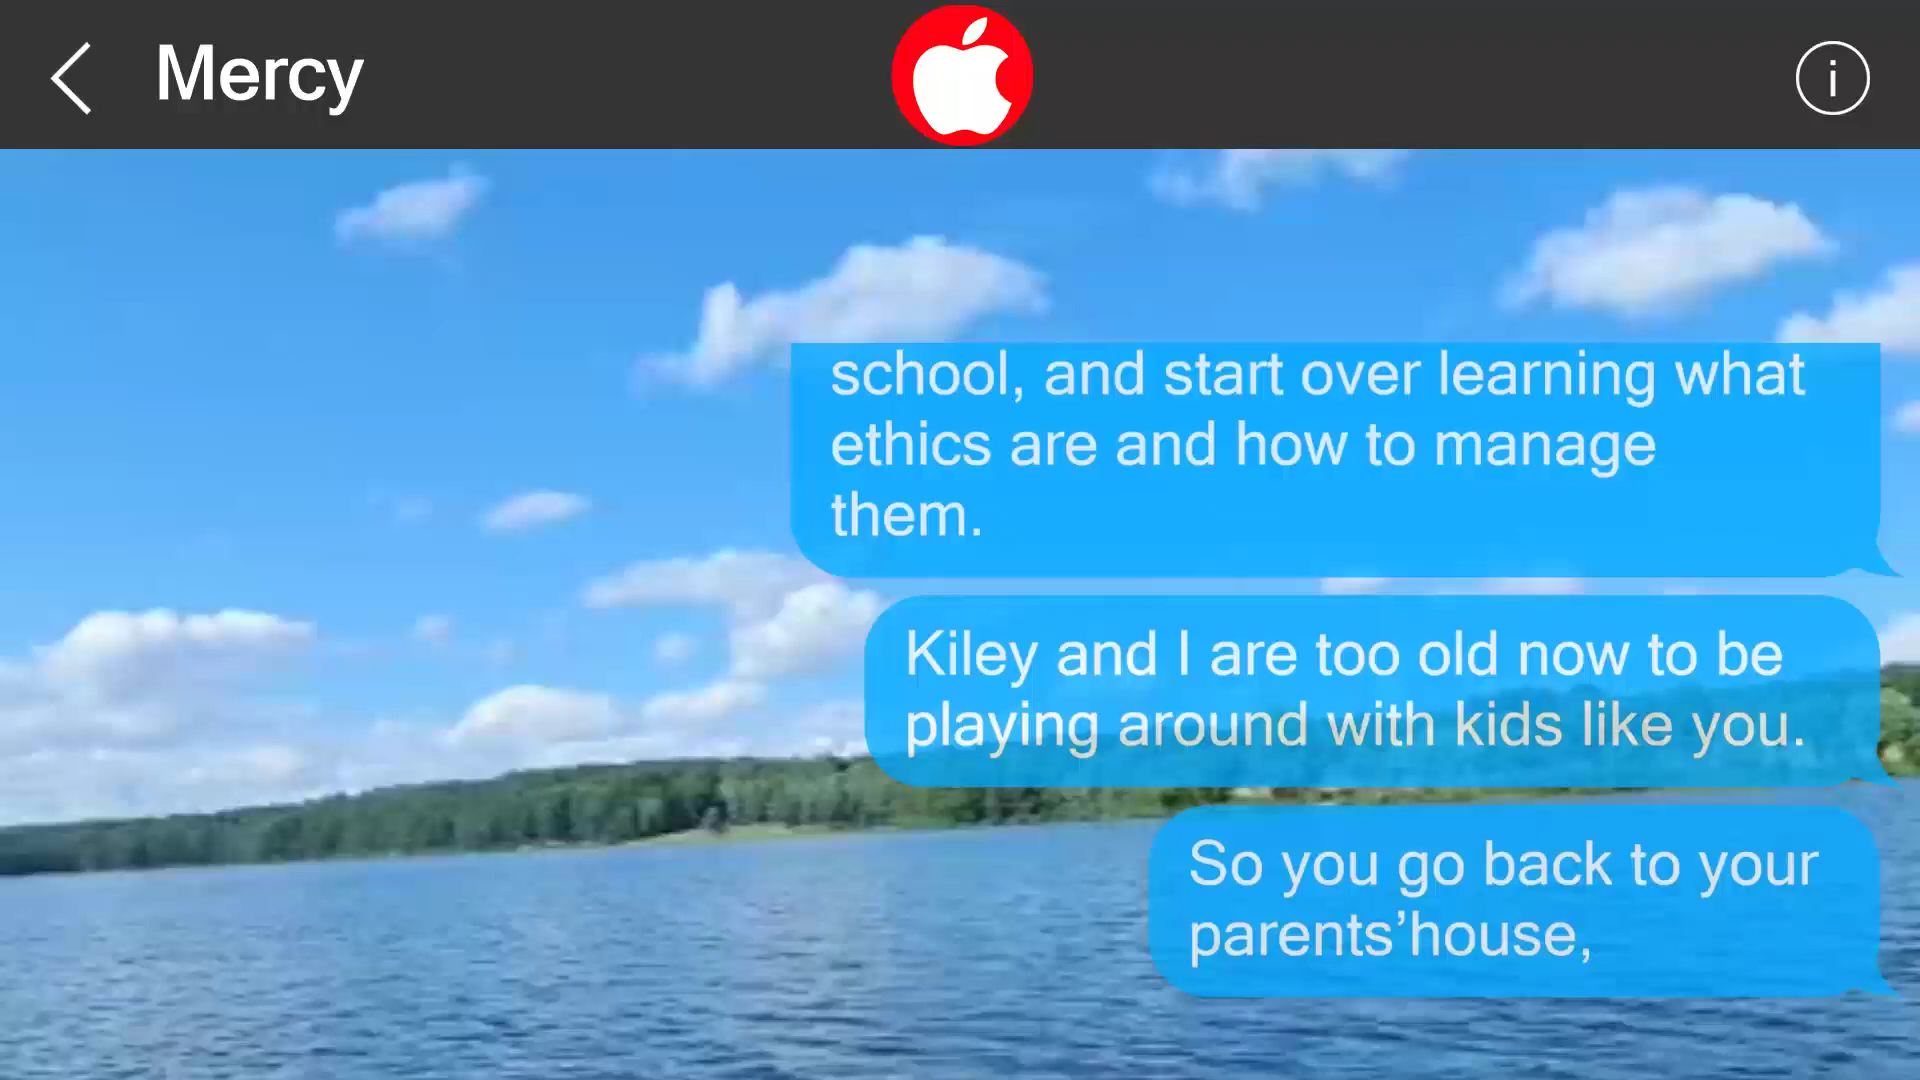 Mercy
i
school, and start over learning what
ethics are and how to manage
them.
Kiley and I are too old now to be
playing around with kids like you.
So you go back to your
parents’house,